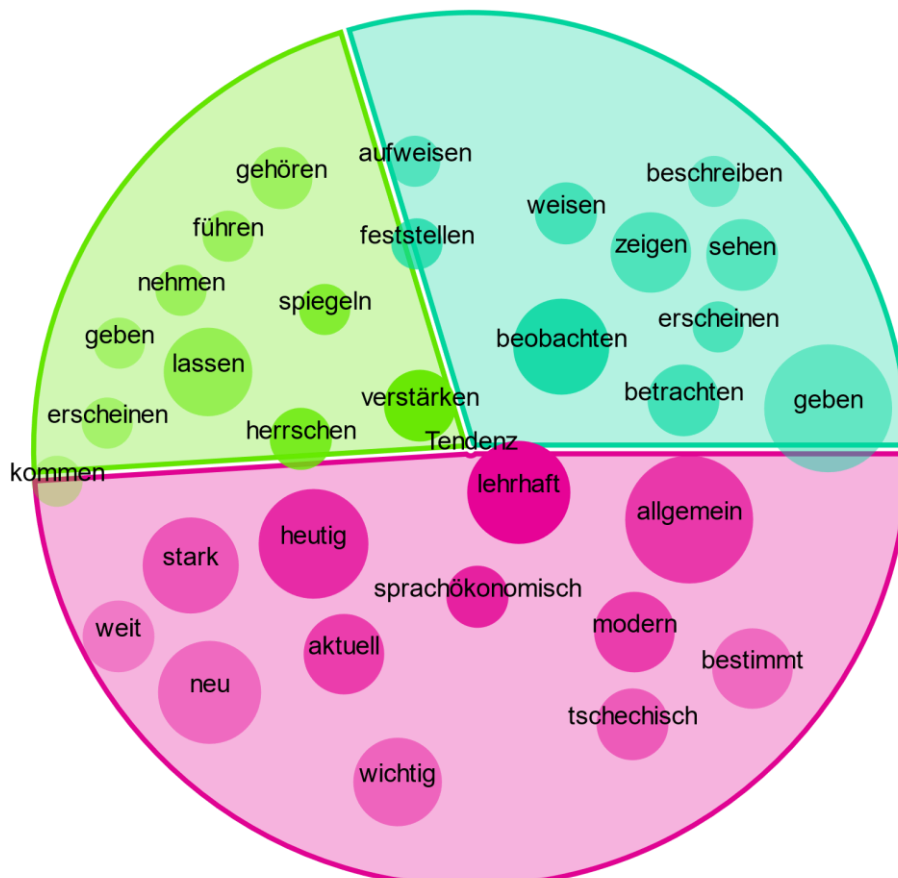 aufweisen
gehören
beschreiben
weisen
führen
feststellen
zeigen
sehen
nehmen
spiegeln
erscheinen
geben
beobachten
lassen
betrachten
geben
verstärken
erscheinen
herrschen
Tendenz
kommen
lehrhaft
allgemein
heutig
stark
sprachökonomisch
weit
modern
aktuell
bestimmt
neu
tschechisch
wichtig